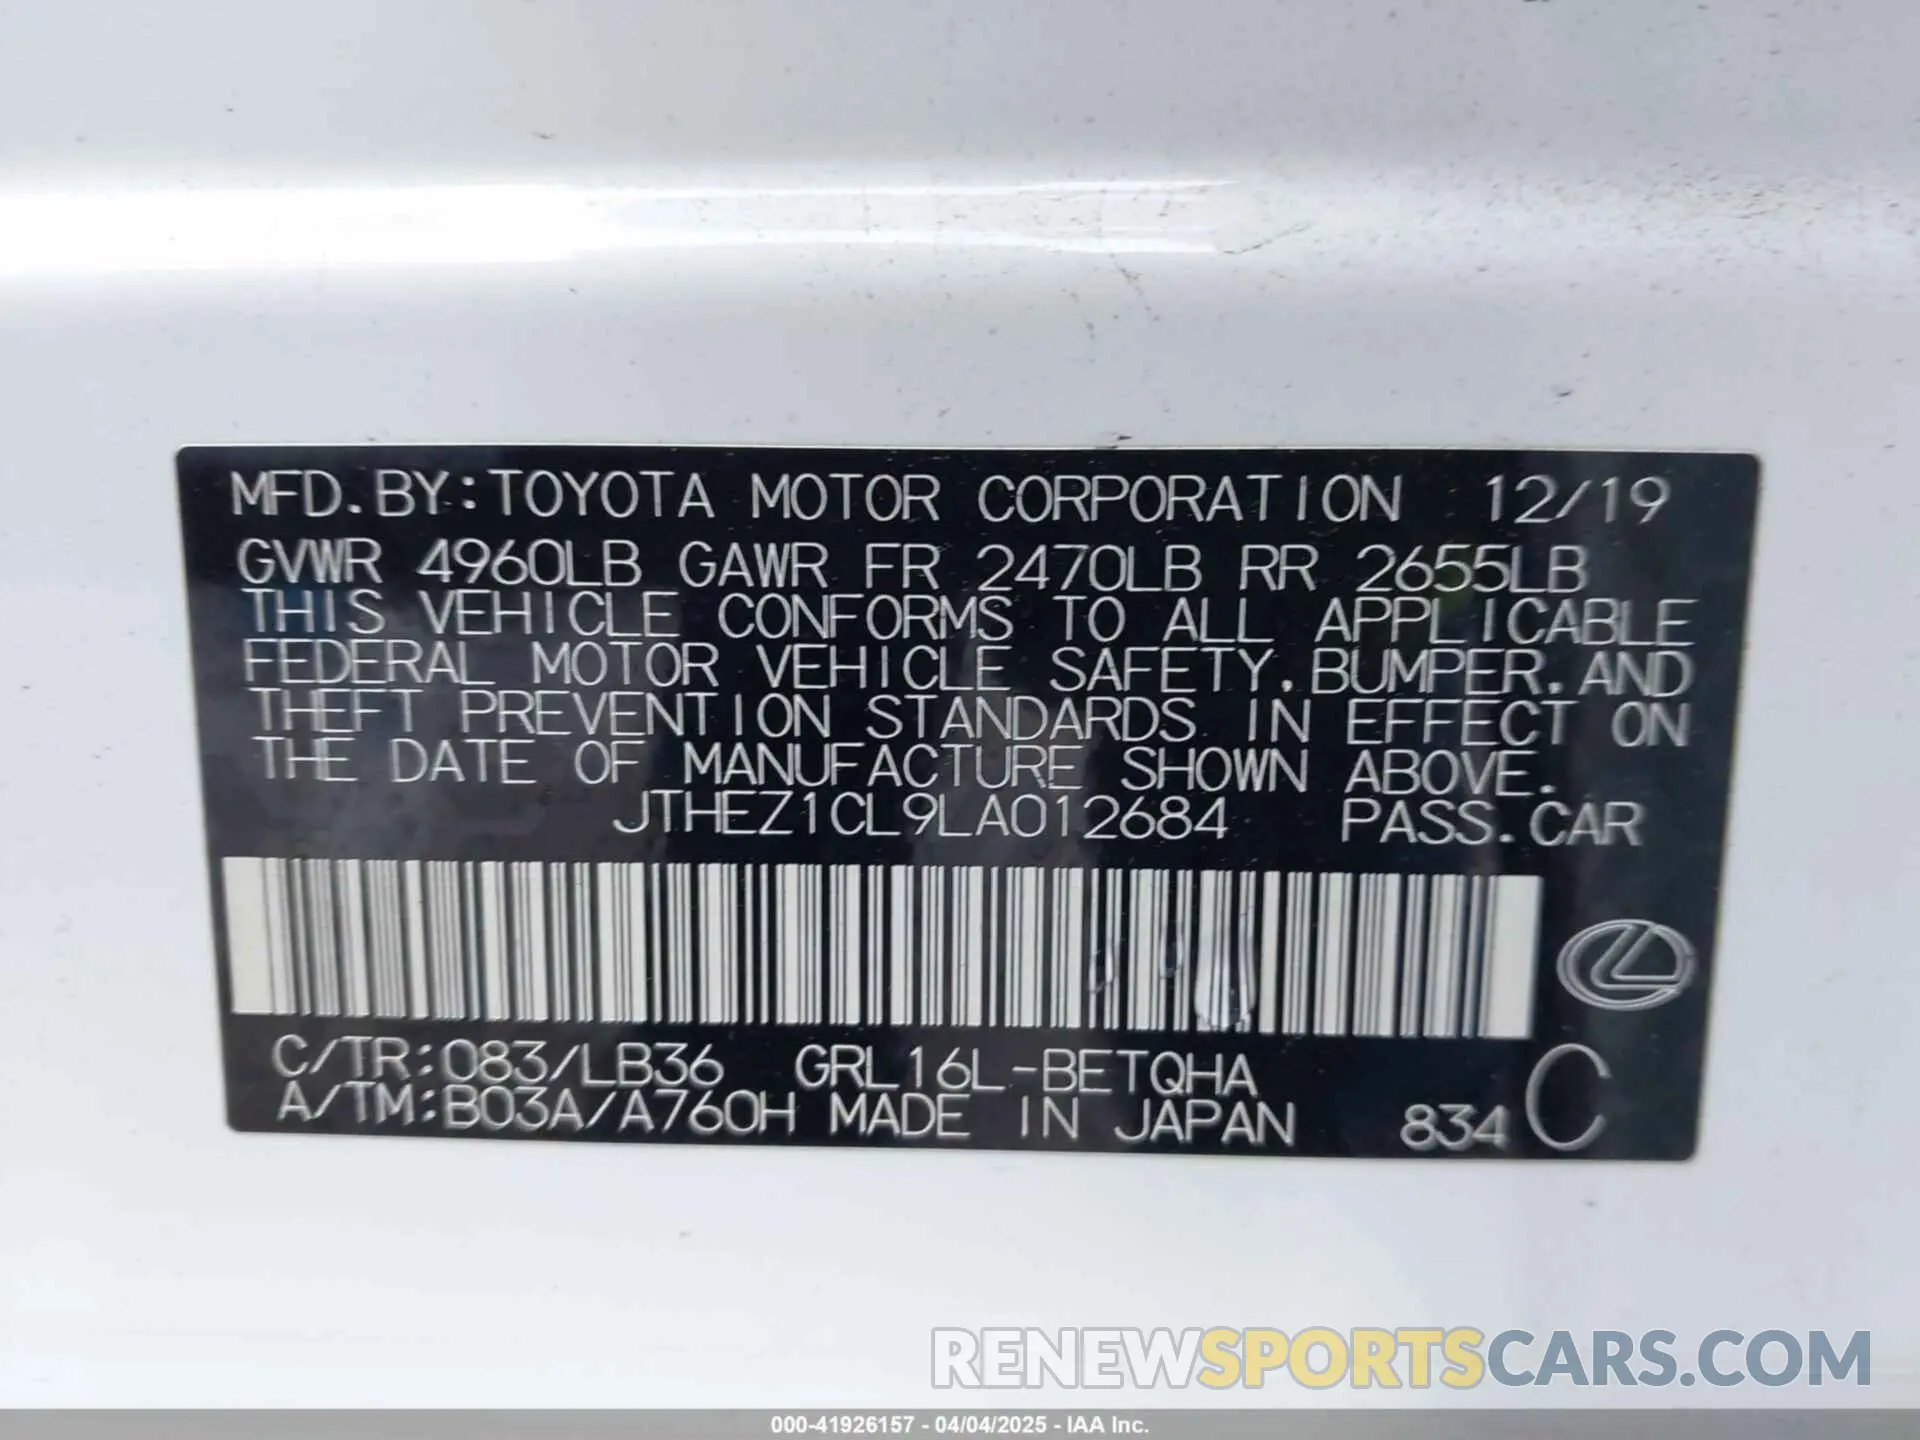 MFD.BY:TOYOTA MOTOR CORPORATION 12/19
GVWR 4960LB GAWR FR 2470LB RR 2655LB
THIS VEHICLE CONFORMS TO ALL APPLICABLE
FEDERAL MOTOR VEHICLE SAFETY,BUMPER,AND
THEFT PREVENTION STANDARDS IN EFFECT ON
THE DATE OF MANUFACTURE SHOWN ABOVE.
JTHEZ1CL9LA012684 PASS.CAR
C/TR:083/LB36 GRL16L-BETQHA
A/TM:B03A/A760H MADE IN JAPAN 834 C
RENEWSPORTSCARS.COM
000-41926157 - 04/04/2025 - IAA Inc.